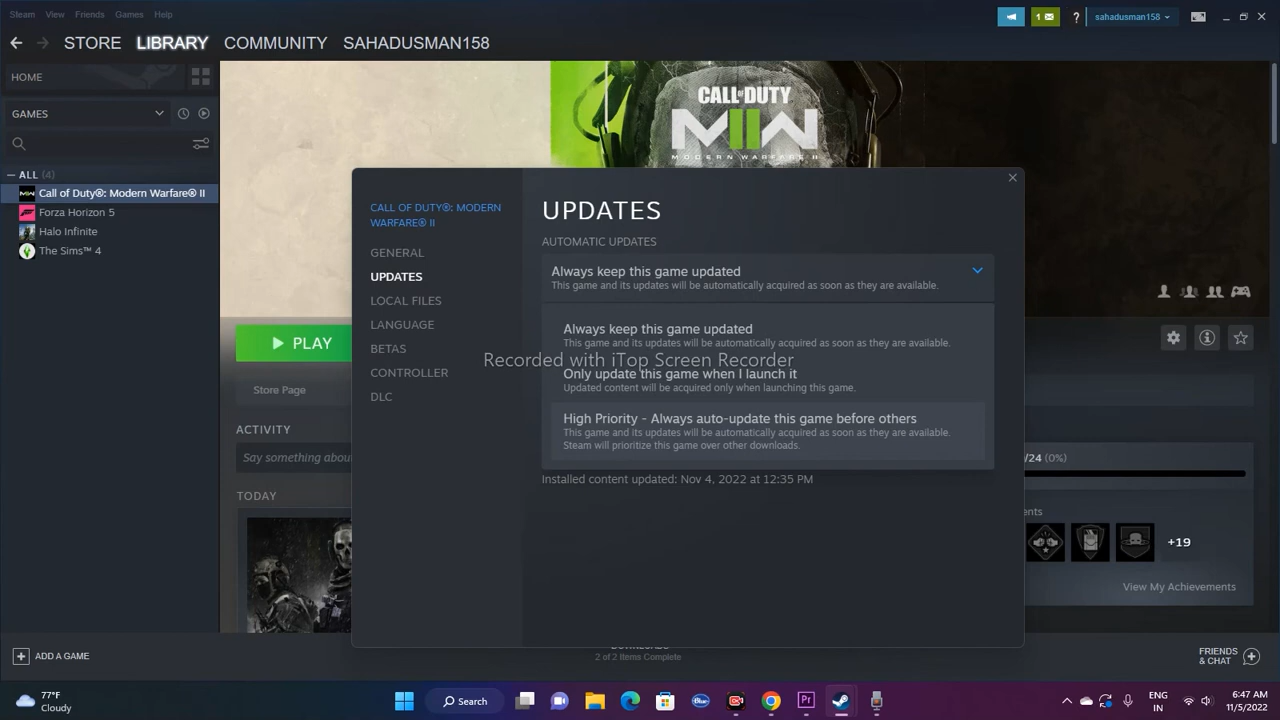 Steam View Friends Games Help
1
?
sahadusman158
STORE LIBRARY COMMUNITY SAHADUSMAN158
HOME
GAMES
ALL (4)
Call of Duty®: Modern Warfare® II
Forza Horizon 5
Halo Infinite
The Sims™ 4
CALL OF DUTY
MWII
MODERN WARFARE II
PLAY
Store Page
ACTIVITY
Say something about
TODAY
CALL OF DUTY®: MODERN
WARFARE® II
GENERAL
UPDATES
LOCAL FILES
LANGUAGE
BETAS
CONTROLLER
DLC
UPDATES
AUTOMATIC UPDATES
Always keep this game updated
This game and its updates will be automatically acquired as soon as they are available.
Always keep this game updated
This game and its updates will be automatically acquired as soon as they are available.
Recorded with iTop Screen Recorder
Only update this game when I launch it
Updated content will be acquired only when launching this game.
High Priority - Always auto-update this game before others
This game and its updates will be automatically acquired as soon as they are available.
Steam will prioritize this game over other downloads.
Installed content updated: Nov 4, 2022 at 12:35 PM
/24 (0%)
ents
+19
View My Achievements
ADD A GAME
DOWNLOADS
2 of 2 Items Complete
FRIENDS
& CHAT
77°F
Cloudy
Search
Pr
ENG
IN
6:47 AM
11/5/2022